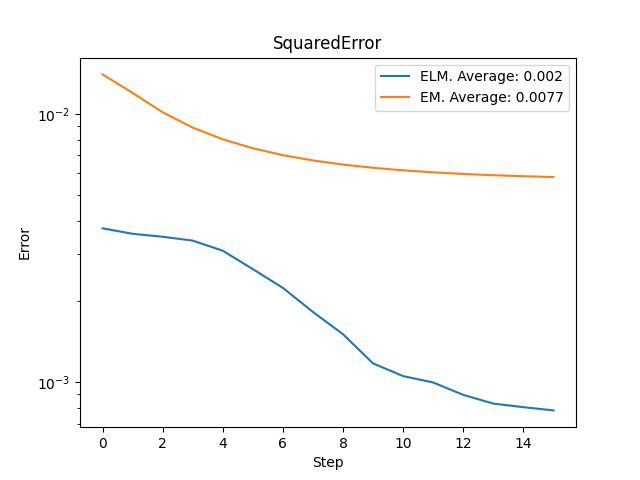 SquaredError
ELM. Average: 0.002
EM. Average: 0.0077
10⁻²
10⁻³
Error
0 2 4 6 8 10 12 14
Step